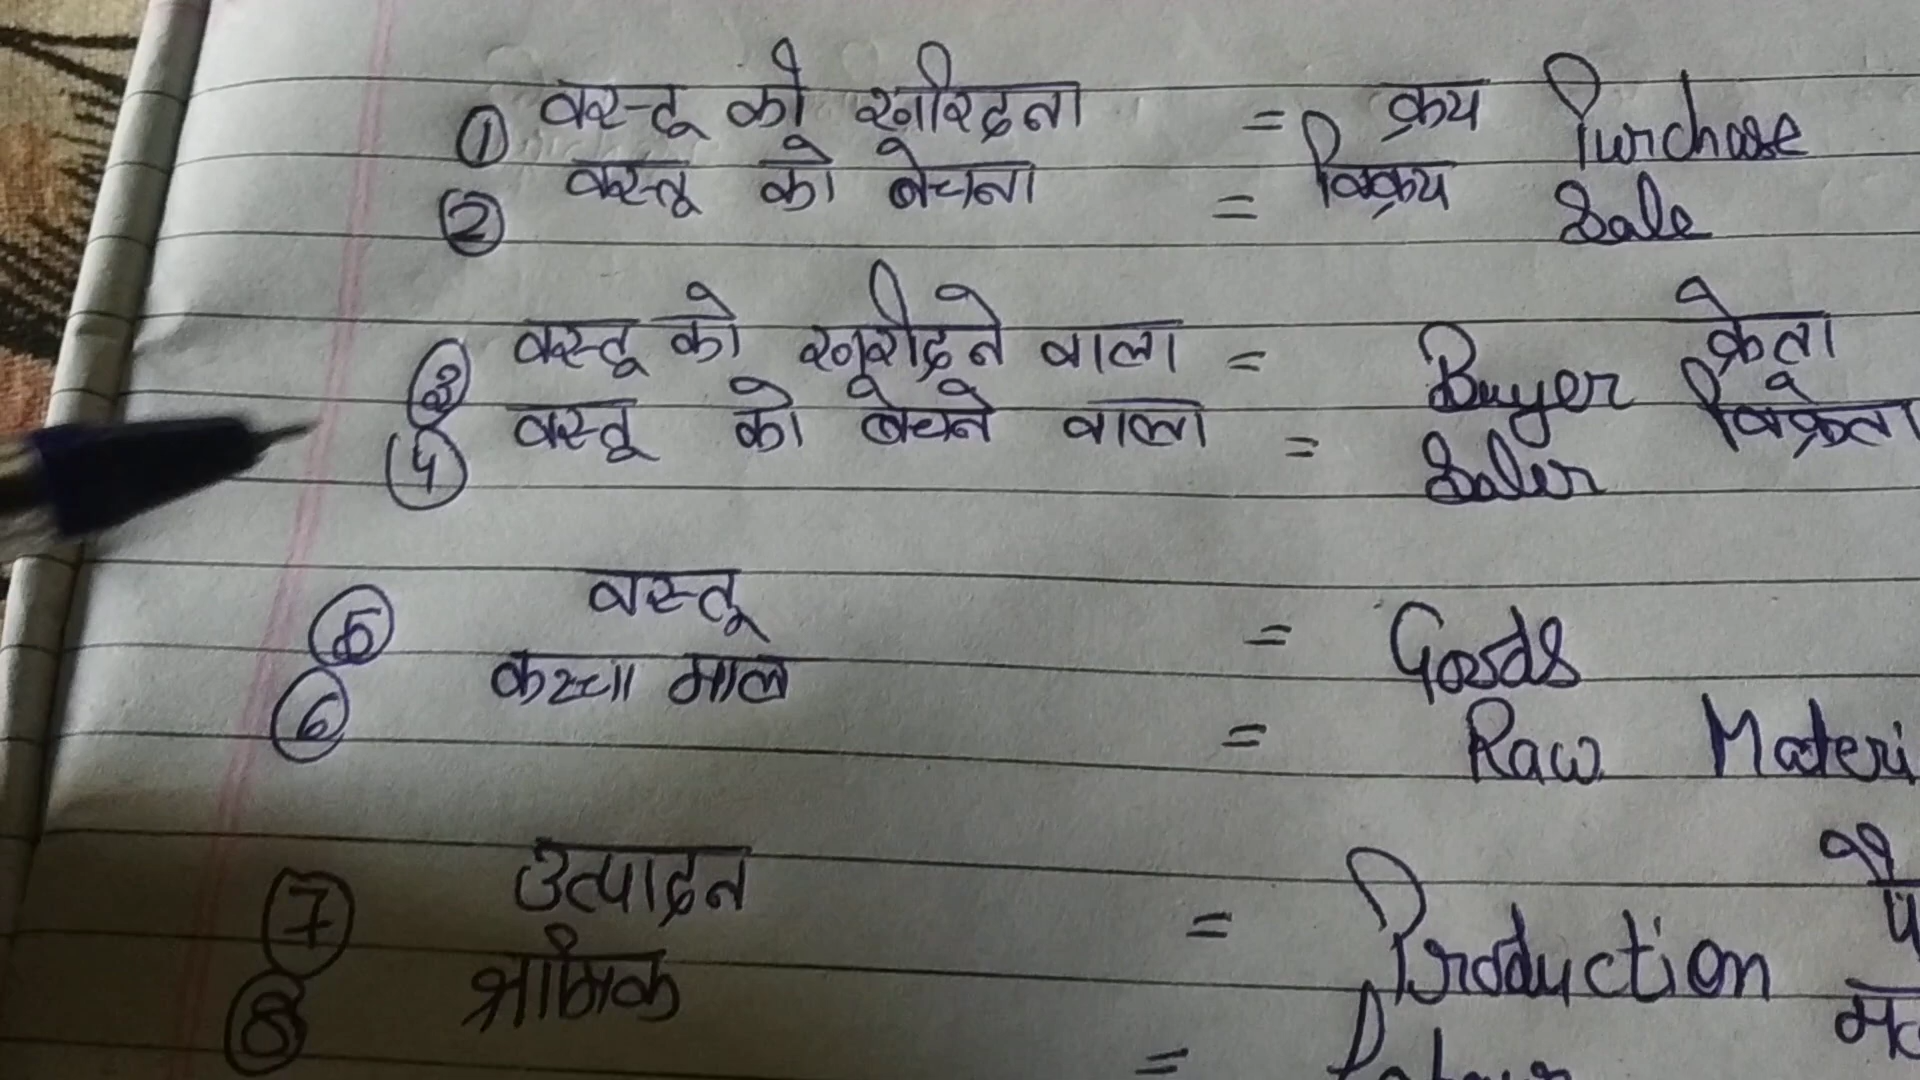 ① वस्तू को खरीदना = क्रय Purchase
② वस्तू को बेचना = विक्रय Sale
③ वस्तू को खरीदने वाला = Buyer क्रेता
④ वस्तू को बेचने वाला = Saler विक्रेता
⑤ वस्तू = Goods
⑥ कच्चा माल = Raw Materi
⑦ उत्पादन = Production
⑧ श्रमिक =